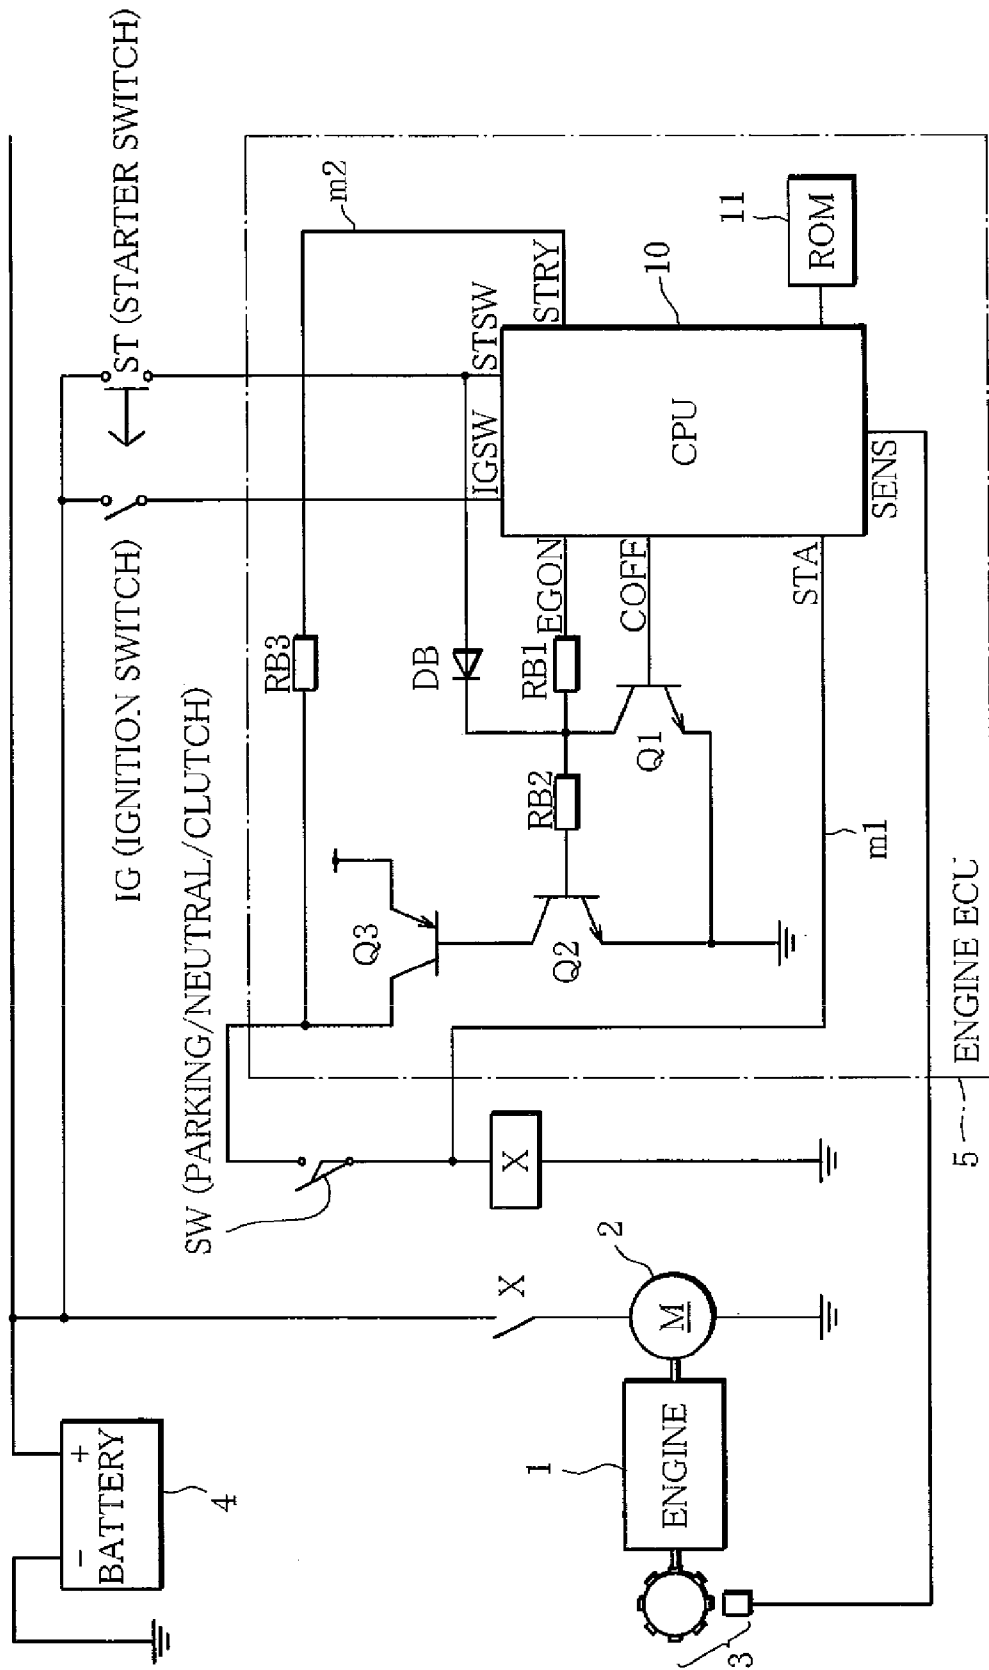 ST (STARTER SWITCH)
IG (IGNITION SWITCH)
SW (PARKING/NEUTRAL/CLUTCH)
+
−
BATTERY
4
m2
RB3
STRY
STSW
IGSW
10
11
ROM
CPU
DB
EGON
RB1
COFF
RB2
Q1
Q2
Q3
STA
SENS
m1
X
X
2
M
1
ENGINE
3
5
ENGINE ECU